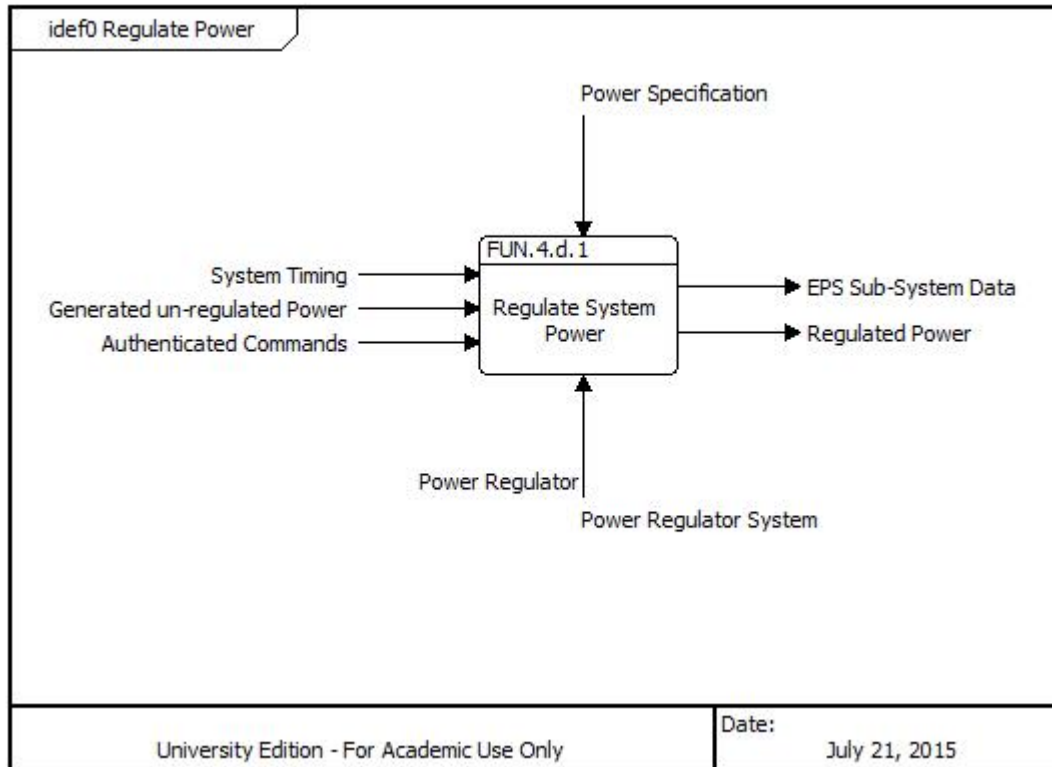 idef0 Regulate Power
Power Specification
FUN.4.d.1
Regulate System
Power
System Timing
Generated un-regulated Power
Authenticated Commands
EPS Sub-System Data
Regulated Power
Power Regulator
Power Regulator System
University Edition - For Academic Use Only
Date:
July 21, 2015